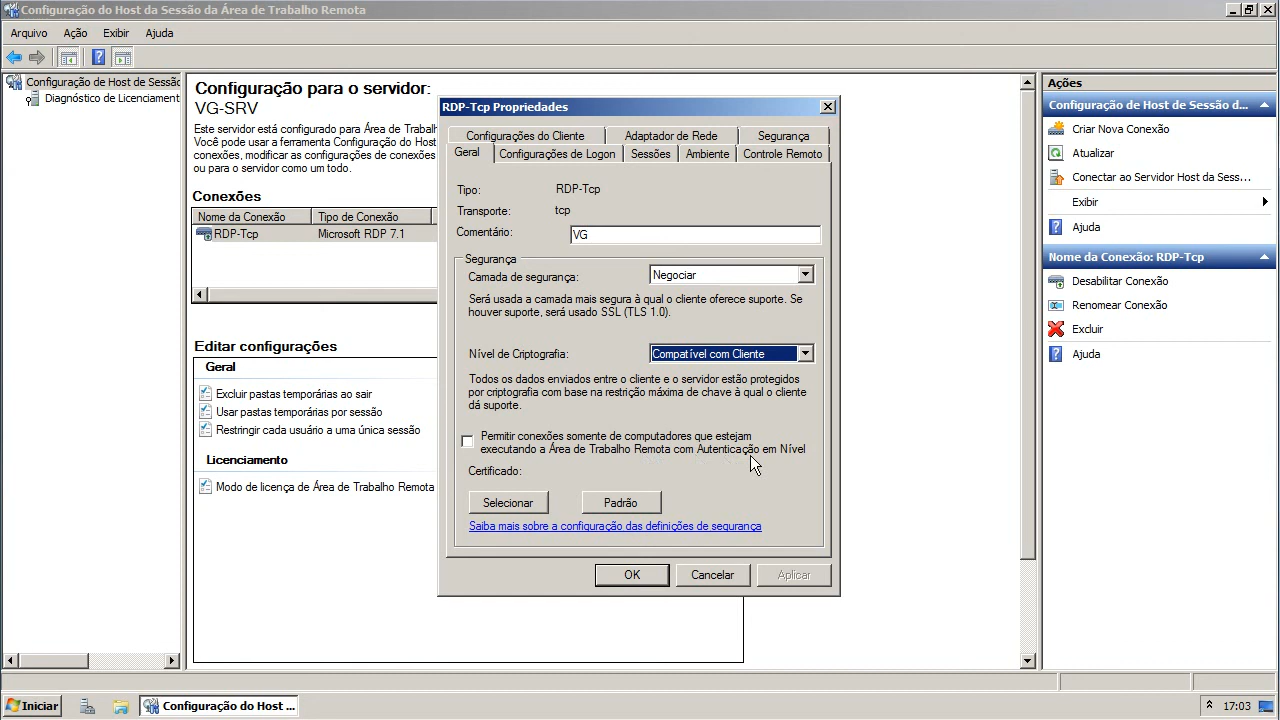 Configuração do Host da Sessão da Área de Trabalho Remota
Arquivo Ação Exibir Ajuda
Configuração de Host de Sessão
Diagnóstico de Licenciament
Configuração para o servidor:
VG-SRV
Este servidor está configurado para Área de Trabalh
Você pode usar a ferramenta Configuração do Host
conexões, modificar as configurações de conexões
ou para o servidor como um todo.
Conexões
Nome da Conexão Tipo de Conexão
RDP-Tcp Microsoft RDP 7.1
Editar configurações
Geral
Excluir pastas temporárias ao sair
Usar pastas temporárias por sessão
Restringir cada usuário a uma única sessão
Licenciamento
Modo de licença de Área de Trabalho Remota
RDP-Tcp Propriedades
Configurações do Cliente Adaptador de Rede Segurança
Geral Configurações de Logon Sessões Ambiente Controle Remoto
Tipo: RDP-Tcp
Transporte: tcp
Comentário: VG
Segurança
Camada de segurança: Negociar
Será usada a camada mais segura à qual o cliente oferece suporte. Se
houver suporte, será usado SSL (TLS 1.0).
Nível de Criptografia: Compatível com Cliente
Todos os dados enviados entre o cliente e o servidor estão protegidos
por criptografia com base na restrição máxima de chave à qual o cliente
dá suporte.
Permitir conexões somente de computadores que estejam
executando a Área de Trabalho Remota com Autenticação em Nível
Certificado:
Selecionar Padrão
Saiba mais sobre a configuração das definições de segurança
OK Cancelar Aplicar
Ações
Configuração de Host de Sessão d...
Criar Nova Conexão
Atualizar
Conectar ao Servidor Host da Sess...
Exibir
Ajuda
Nome da Conexão: RDP-Tcp
Desabilitar Conexão
Renomear Conexão
Excluir
Ajuda
Iniciar Configuração do Host ... 17:03